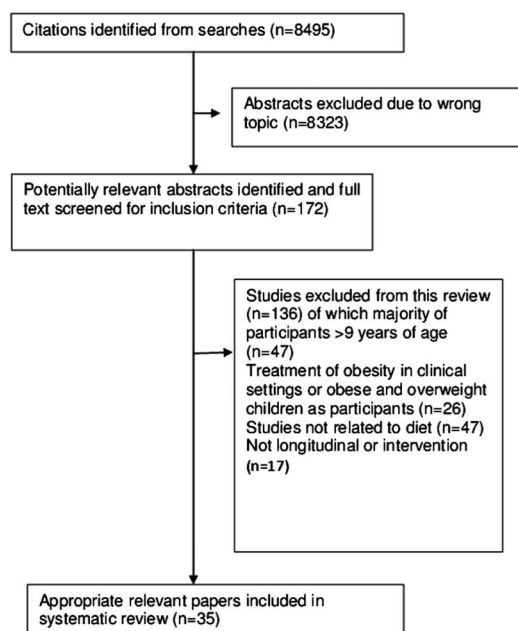 Citations identified from searches (n=8495)
Abstracts excluded due to wrong
topic (n=8323)
Potentially relevant abstracts identified and full
text screened for inclusion criteria (n=172)
Studies excluded from this review
(n=136) of which majority of
participants >9 years of age
(n=47)
Treatment of obesity in clinical
settings or obese and overweight
children as participants (n=26)
Studies not related to diet (n=47)
Not longitudinal or intervention
(n=17)
Appropriate relevant papers included in
systematic review (n=35)